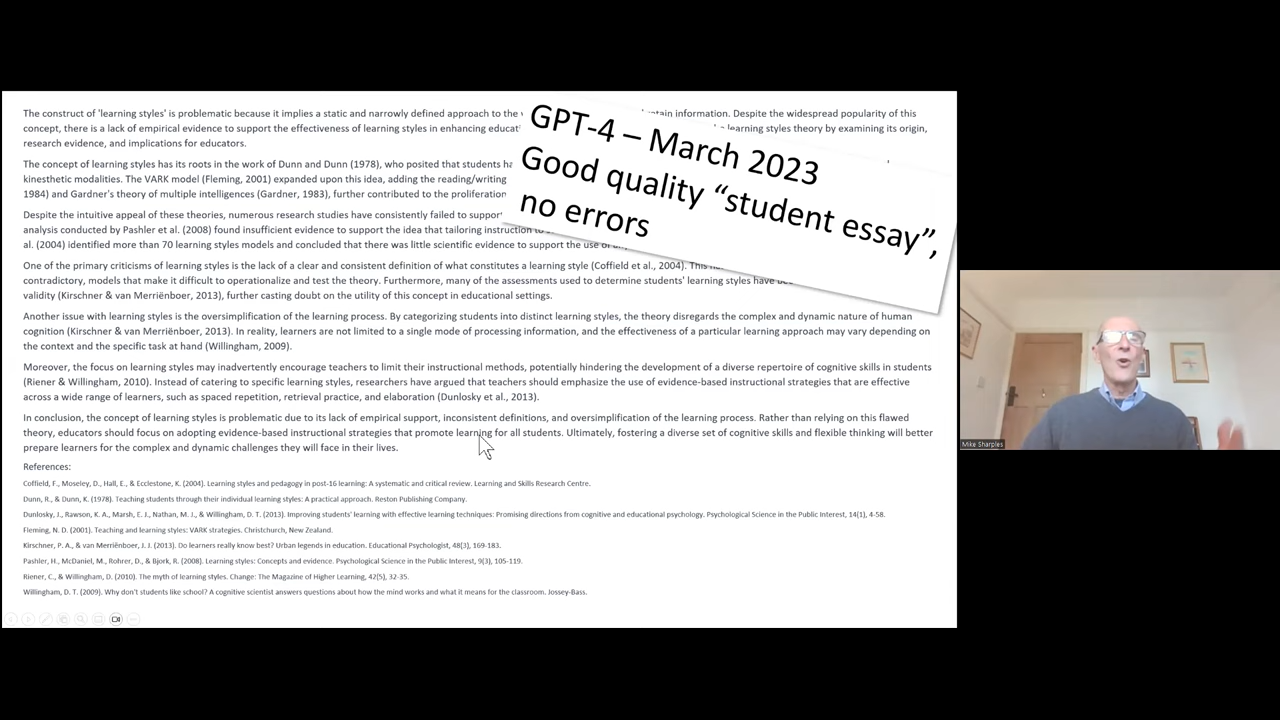 The construct of 'learning styles' is problematic because it implies a static and narrowly defined approach to the
information. Despite the widespread popularity of this
concept, there is a lack of empirical evidence to support the effectiveness of learning styles in enhancing
learning styles theory by examining its origin,
research evidence, and implications for educators.
The concept of learning styles has its roots in the work of Dunn and Dunn (1978), who posited that students
kinesthetic modalities. The VARK model (Fleming, 2001) expanded upon this idea, adding the reading/writing
1984) and Gardner's theory of multiple intelligences (Gardner, 1983), further contributed to the proliferation
GPT-4 – March 2023
Good quality “student essay”,
no errors
Despite the intuitive appeal of these theories, numerous research studies have consistently failed to support
analysis conducted by Pashler et al. (2008) found insufficient evidence to support the idea that tailoring instruction
al. (2004) identified more than 70 learning styles models and concluded that there was little scientific evidence to support the use
One of the primary criticisms of learning styles is the lack of a clear and consistent definition of what constitutes a learning style (Coffield et al., 2004). This
contradictory, models that make it difficult to operationalize and test the theory. Furthermore, many of the assessments used to determine students' learning styles have
validity (Kirschner & van Merriënboer, 2013), further casting doubt on the utility of this concept in educational settings.
Another issue with learning styles is the oversimplification of the learning process. By categorizing students into distinct learning styles, the theory disregards the complex and dynamic nature of human
cognition (Kirschner & van Merriënboer, 2013). In reality, learners are not limited to a single mode of processing information, and the effectiveness of a particular learning approach may vary depending on
the context and the specific task at hand (Willingham, 2009).
Moreover, the focus on learning styles may inadvertently encourage teachers to limit their instructional methods, potentially hindering the development of a diverse repertoire of cognitive skills in students
(Riener & Willingham, 2010). Instead of catering to specific learning styles, researchers have argued that teachers should emphasize the use of evidence-based instructional strategies that are effective
across a wide range of learners, such as spaced repetition, retrieval practice, and elaboration (Dunlosky et al., 2013).
In conclusion, the concept of learning styles is problematic due to its lack of empirical support, inconsistent definitions, and oversimplification of the learning process. Rather than relying on this flawed
theory, educators should focus on adopting evidence-based instructional strategies that promote learning for all students. Ultimately, fostering a diverse set of cognitive skills and flexible thinking will better
prepare learners for the complex and dynamic challenges they will face in their lives.
References:
Coffield, F., Moseley, D., Hall, E., & Ecclestone, K. (2004). Learning styles and pedagogy in post-16 learning: A systematic and critical review. Learning and Skills Research Centre.
Dunn, R., & Dunn, K. (1978). Teaching students through their individual learning styles: A practical approach. Reston Publishing Company.
Dunlosky, J., Rawson, K. A., Marsh, E. J., Nathan, M. J., & Willingham, D. T. (2013). Improving students' learning with effective learning techniques: Promising directions from cognitive and educational psychology. Psychological Science in the Public Interest, 14(1), 4-58.
Fleming, N. D. (2001). Teaching and learning styles: VARK strategies. Christchurch, New Zealand.
Kirschner, P. A., & van Merriënboer, J. J. (2013). Do learners really know best? Urban legends in education. Educational Psychologist, 48(3), 169-183.
Pashler, H., McDaniel, M., Rohrer, D., & Bjork, R. (2008). Learning styles: Concepts and evidence. Psychological Science in the Public Interest, 9(3), 105-119.
Riener, C., & Willingham, D. (2010). The myth of learning styles. Change: The Magazine of Higher Learning, 42(5), 32-35.
Willingham, D. T. (2009). Why don't students like school? A cognitive scientist answers questions about how the mind works and what it means for the classroom. Jossey-Bass.
Mike Sharples